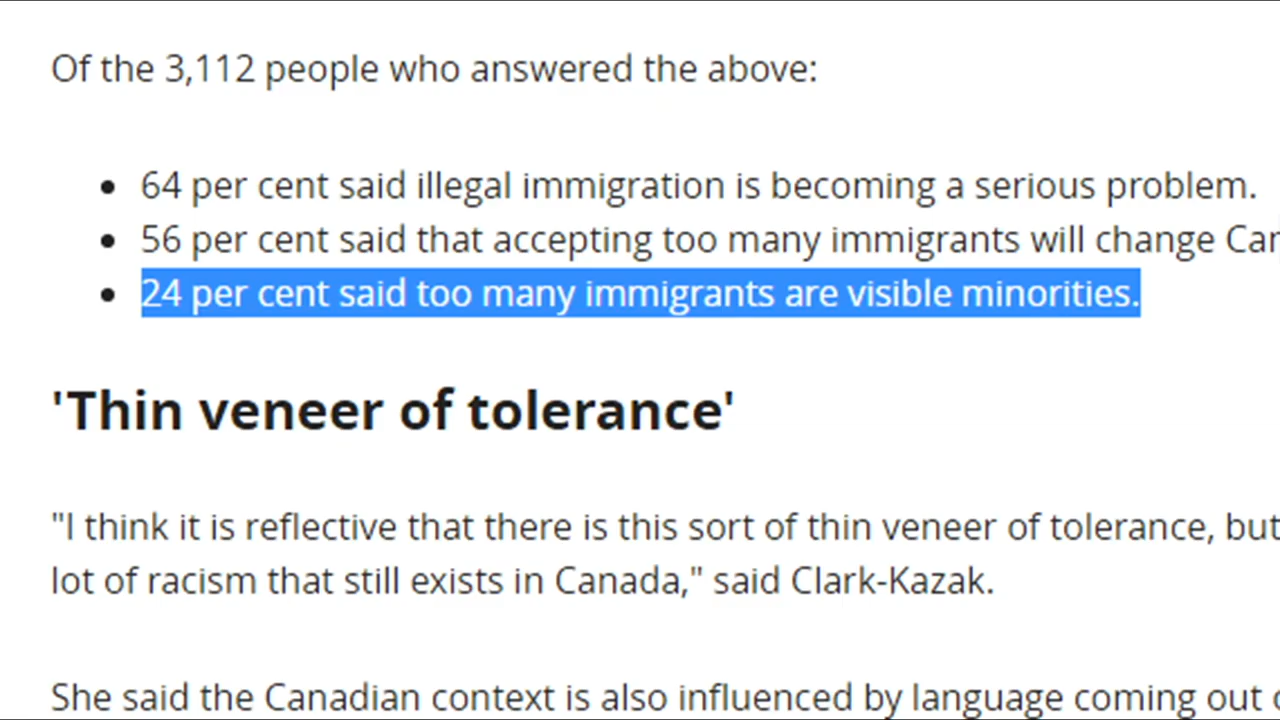 Of the 3,112 people who answered the above:
64 per cent said illegal immigration is becoming a serious problem.
56 per cent said that accepting too many immigrants will change
24 per cent said too many immigrants are visible minorities.
'Thin veneer of tolerance'
"I think it is reflective that there is this sort of thin veneer of tolerance, but
lot of racism that still exists in Canada," said Clark-Kazak.
She said the Canadian context is also influenced by language coming out